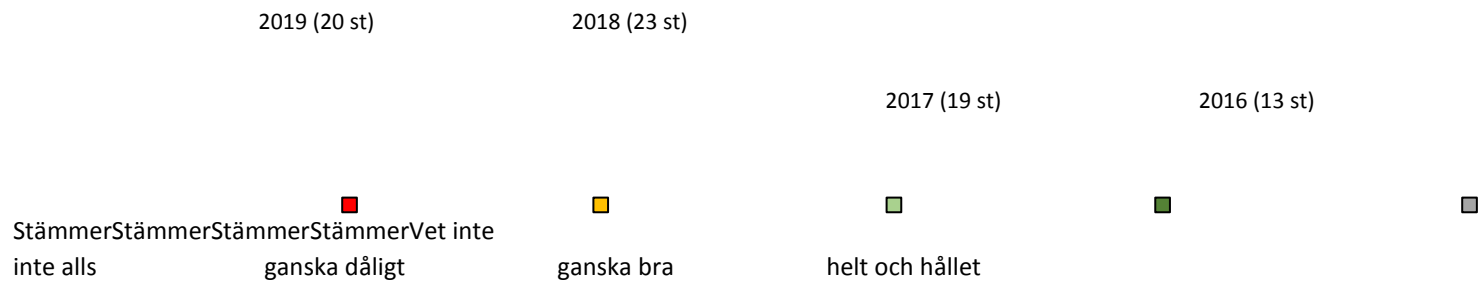 2019 (20 st) 2018 (23 st)
2017 (19 st) 2016 (13 st)
StämmerStämmerStämmerStämmerVet inte
inte alls ganska dåligt ganska bra helt och hållet